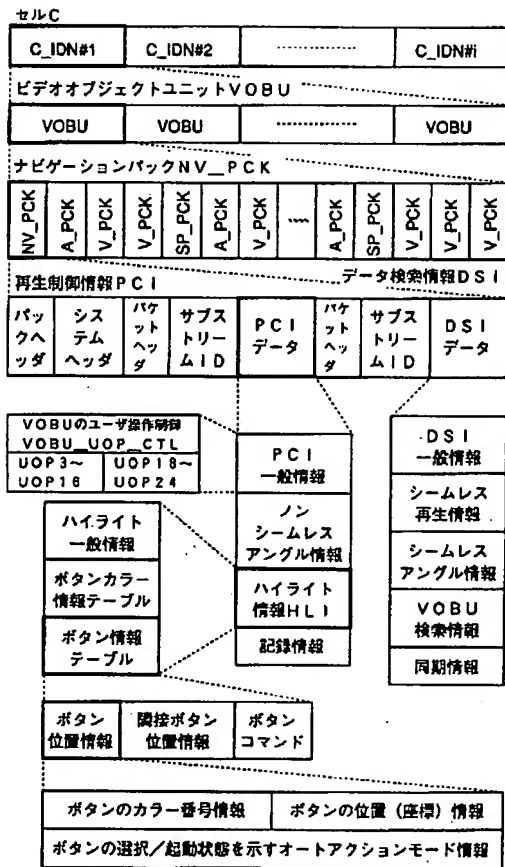 セルC
C_IDN#1 C_IDN#2 ............ C_IDN#i
ビデオオブジェクトユニットVOBU
VOBU VOBU ............ VOBU
ナビゲーションパックNV_PCK
NV_PCK A_PCK V_PCK V_PCK SP_PCK A_PCK V_PCK ...... A_PCK SP_PCK V_PCK V_PCK V_PCK
再生制御情報PCI データ検索情報DSI
パックヘッダ
システムヘッダ
パケットヘッダ
サブストリームID
PCIデータ
パケットヘッダ
サブストリームID
DSIデータ
VOBUのユーザ操作制御
VOBU_UOP_CTL
UOP3~ UOP18~
UOP16 UOP24
PCI
一般情報
ノン
シームレス
アングル情報
ハイライト
情報HLI
記録情報
DSI
一般情報
シームレス
再生情報
シームレス
アングル情報
VOBU
検索情報
同期情報
ハイライト
一般情報
ボタンカラー
情報テーブル
ボタン情報
テーブル
ボタン 隣接ボタン ボタン
位置情報 位置情報 コマンド
ボタンのカラー番号情報 ボタンの位置(座標)情報
ボタンの選択/起動状態を示すオートアクションモード情報